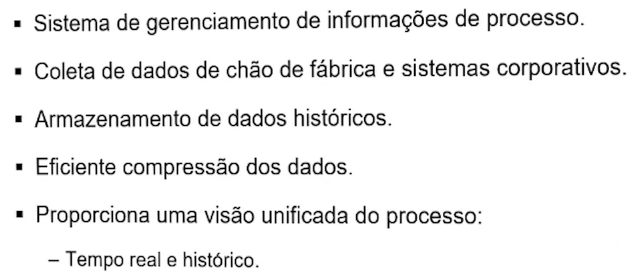 ▪ Sistema de gerenciamento de informações de processo.
▪ Coleta de dados de chão de fábrica e sistemas corporativos.
▪ Armazenamento de dados históricos.
▪ Eficiente compressão dos dados.
▪ Proporciona uma visão unificada do processo:
– Tempo real e histórico.